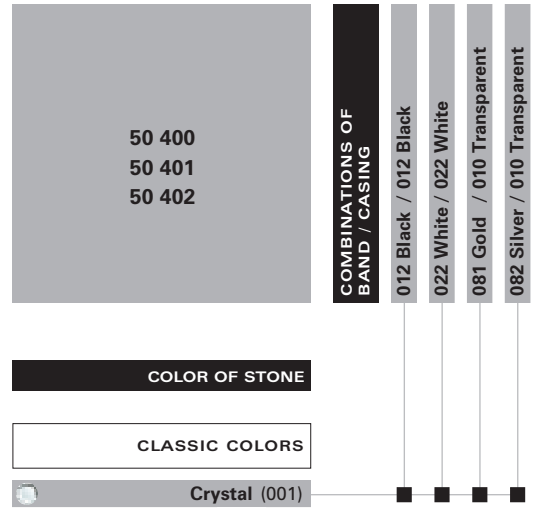 50 400
50 401
50 402
COMBINATIONS OF
BAND / CASING
012 Black / 012 Black
022 White / 022 White
081 Gold / 010 Transparent
082 Silver / 010 Transparent
COLOR OF STONE
CLASSIC COLORS
Crystal (001)